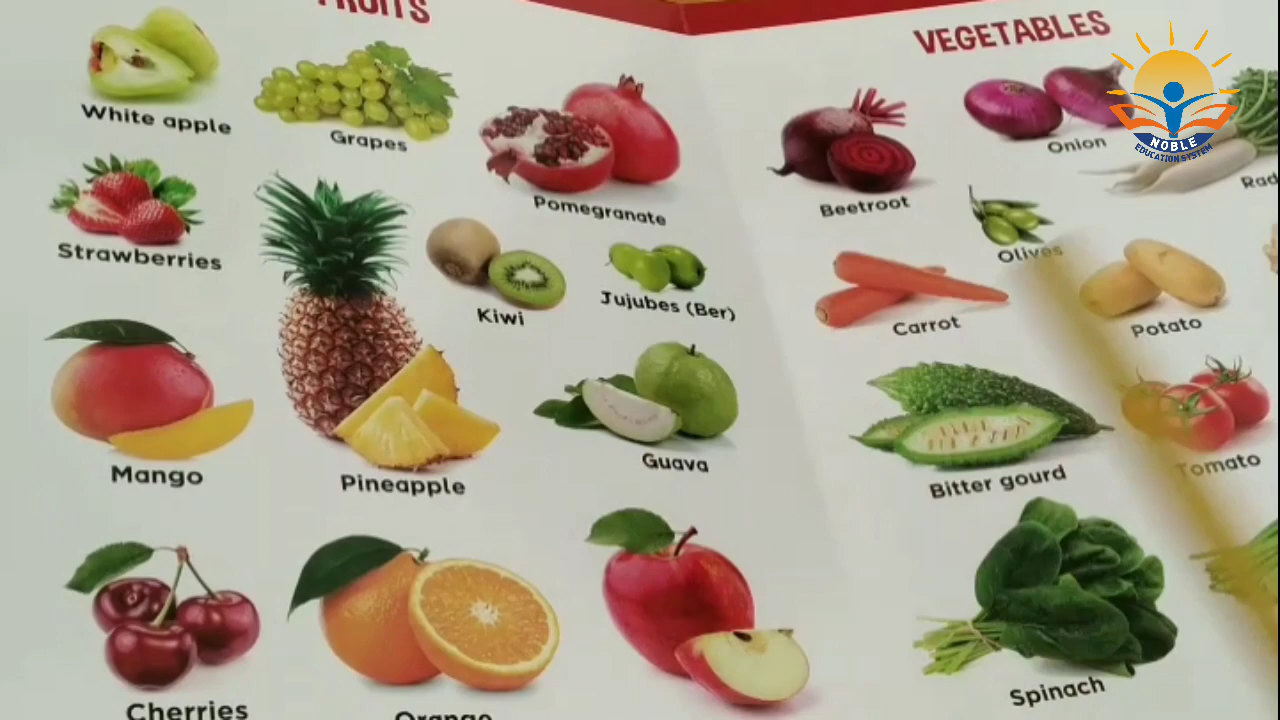 FRUITS
White apple
Grapes
Pomegranate
Strawberries
Kiwi
Jujubes (Ber)
Mango
Pineapple
Guava
Cherries
Orange
VEGETABLES
Beetroot
Onion
Rad
Olives
Carrot
Potato
Bitter gourd
Tomato
Spinach
NOBLE
EDUCATION SYSTEM